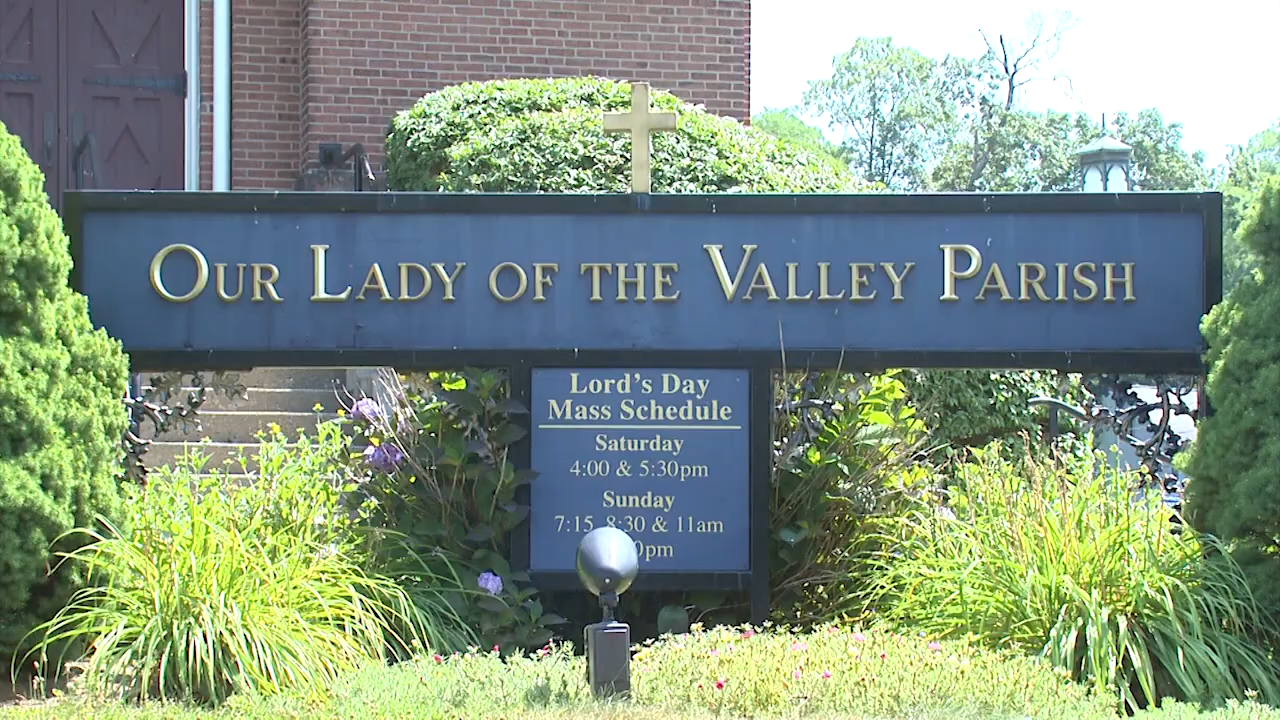 Our Lady of the Valley Parish
Lord's Day
Mass Schedule
Saturday
4:00 & 5:30pm
Sunday
7:15 8:30 & 11am